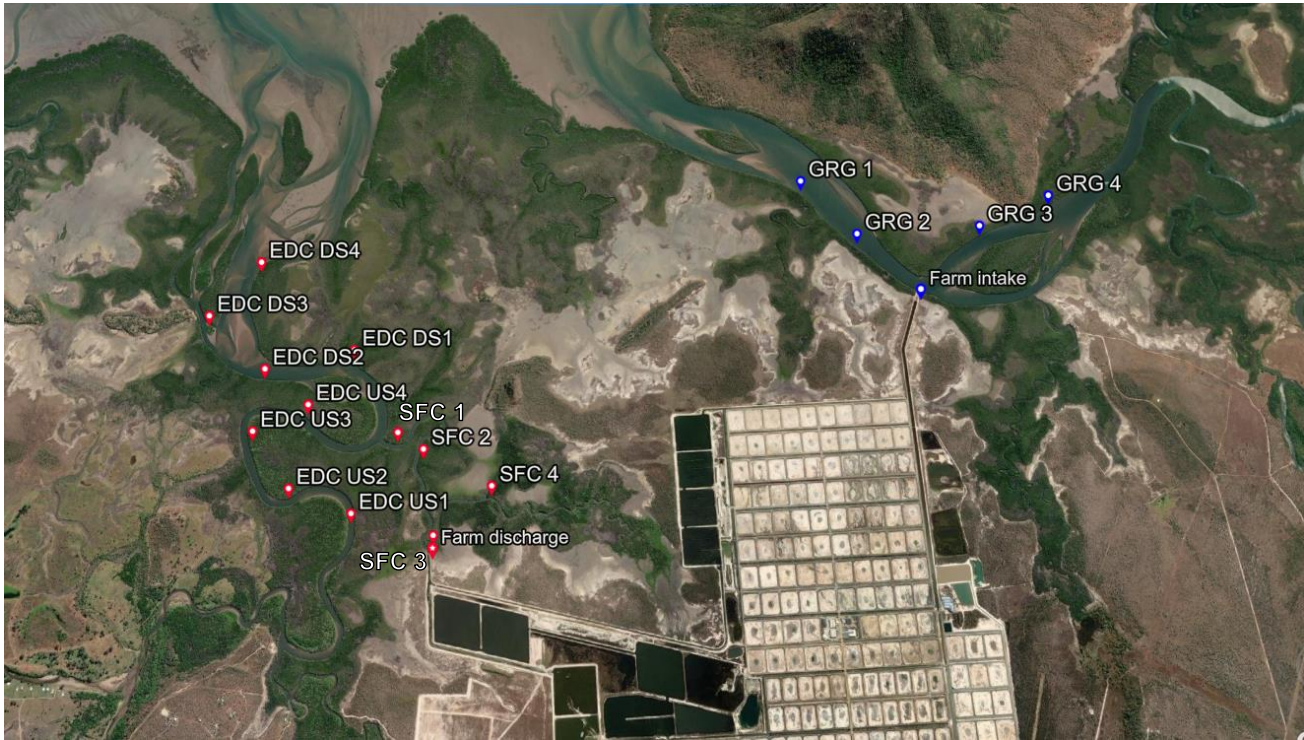 GRG 1
GRG 4
GRG 3
GRG 2
EDC DS4
Farm intake
EDC DS3
EDC DS1
EDC DS2
EDC US4
EDC US3
SFC 1
SFC 2
SFC 4
EDC US2
EDC US1
Farm discharge
SFC 3